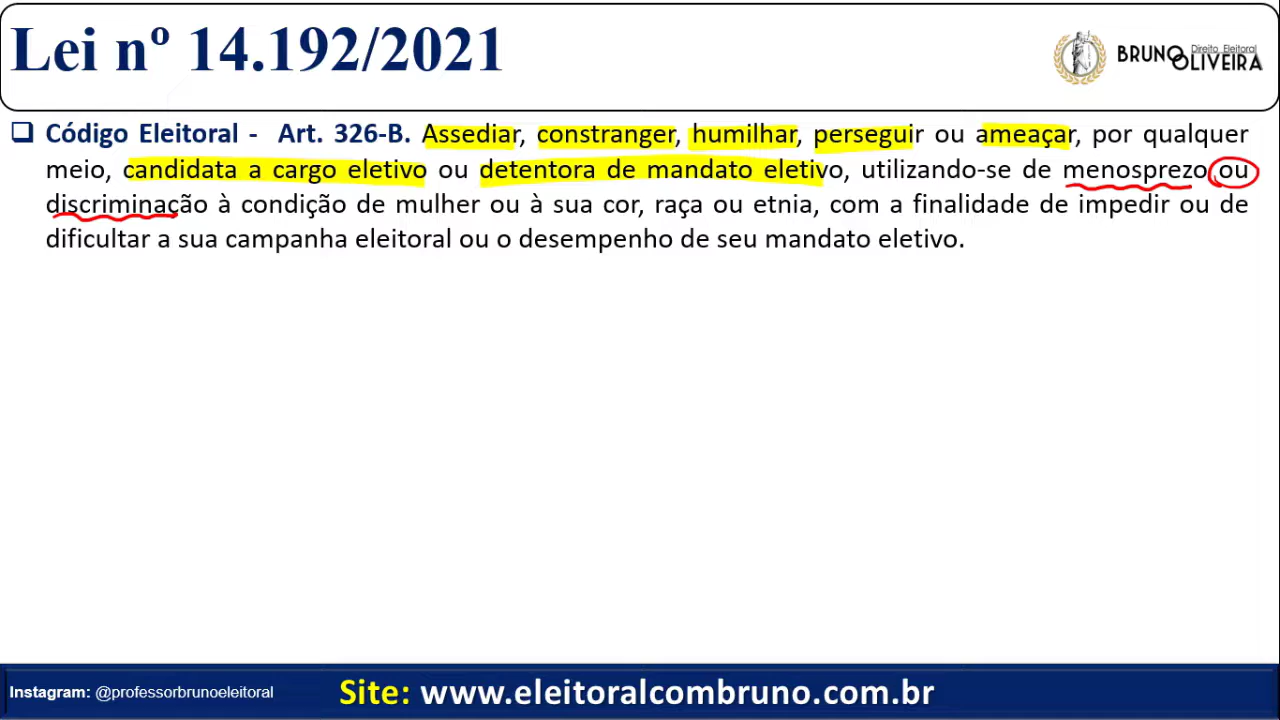 Lei nº 14.192/2021
BRUNO OLIVEIRA
Direito Eleitoral
❑ Código Eleitoral - Art. 326-B. Assediar, constranger, humilhar, perseguir ou ameaçar, por qualquer
meio, candidata a cargo eletivo ou detentora de mandato eletivo, utilizando-se de menosprezo ou
discriminação à condição de mulher ou à sua cor, raça ou etnia, com a finalidade de impedir ou de
dificultar a sua campanha eleitoral ou o desempenho de seu mandato eletivo.
Instagram: @professorbrunoeleitoral
Site: www.eleitoralcombruno.com.br